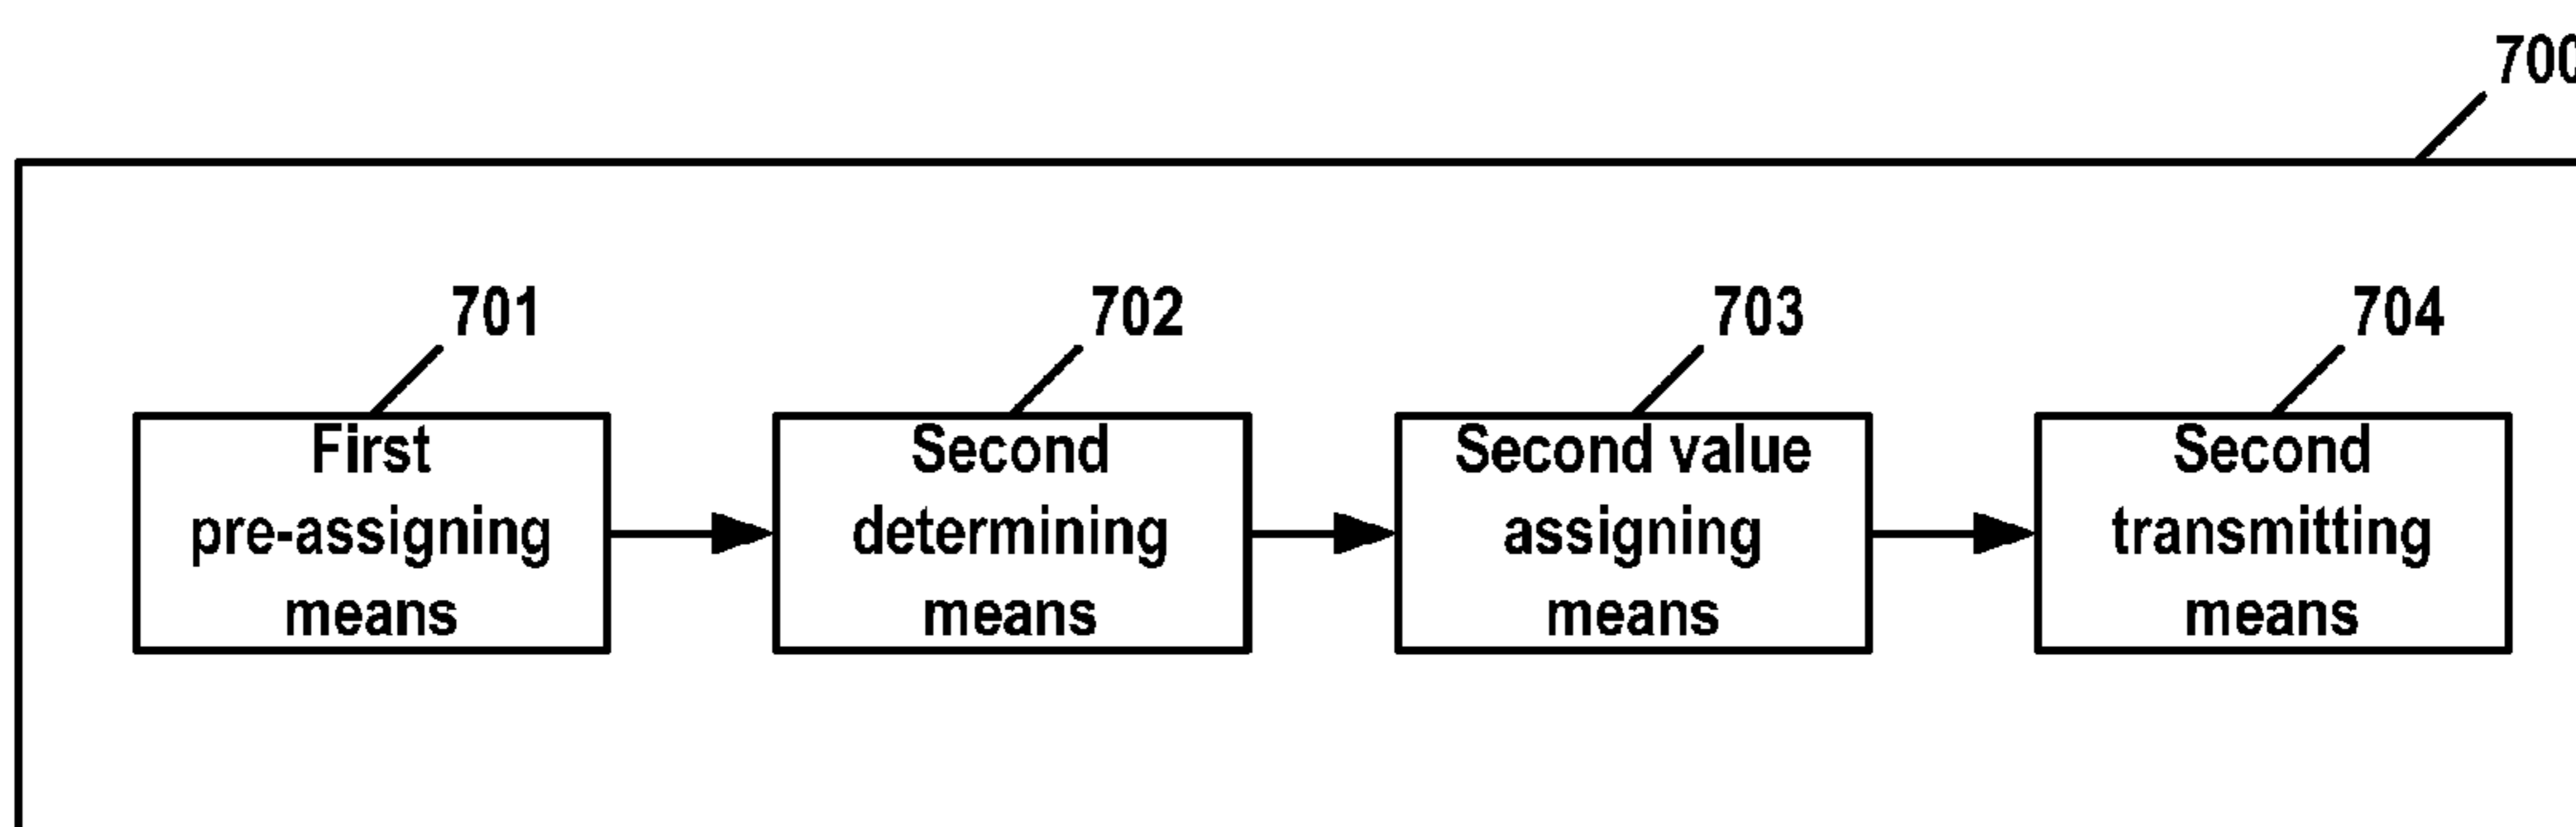 700
701
702
703
704
First
pre-assigning
means
Second
determining
means
Second value
assigning
means
Second
transmitting
means